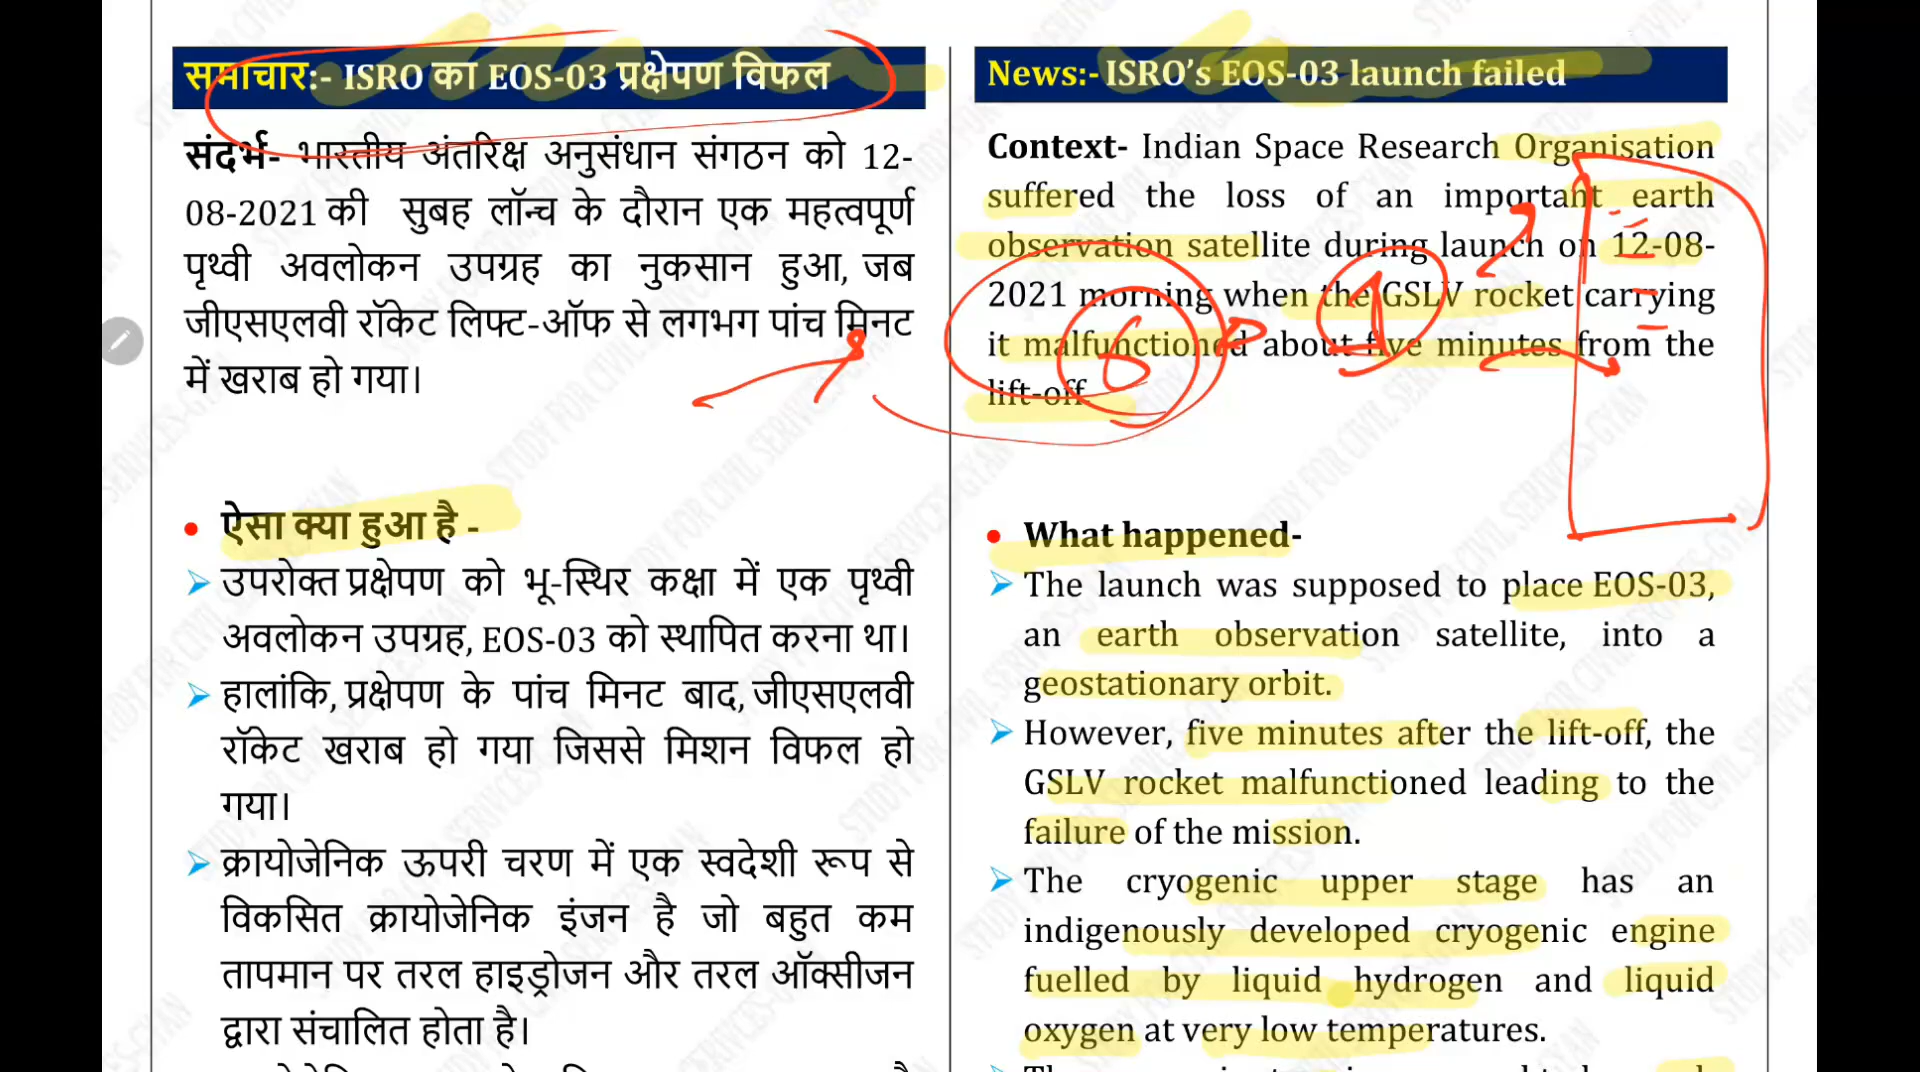 समाचार:- ISRO का EOS-03 प्रक्षेपण विफल
संदर्भ- भारतीय अंतरिक्ष अनुसंधान संगठन को 12-
08-2021 की सुबह लॉन्च के दौरान एक महत्वपूर्ण
पृथ्वी अवलोकन उपग्रह का नुकसान हुआ, जब
जीएसएलवी रॉकेट लिफ्ट-ऑफ से लगभग पांच मिनट
में खराब हो गया।
• ऐसा क्या हुआ है -
➢ उपरोक्त प्रक्षेपण को भू-स्थिर कक्षा में एक पृथ्वी
अवलोकन उपग्रह, EOS-03 को स्थापित करना था।
➢ हालांकि, प्रक्षेपण के पांच मिनट बाद, जीएसएलवी
रॉकेट खराब हो गया जिससे मिशन विफल हो
गया।
➢ क्रायोजेनिक ऊपरी चरण में एक स्वदेशी रूप से
विकसित क्रायोजेनिक इंजन है जो बहुत कम
तापमान पर तरल हाइड्रोजन और तरल ऑक्सीजन
द्वारा संचालित होता है।
News:- ISRO’s EOS-03 launch failed
Context- Indian Space Research Organisation
suffered the loss of an important earth
observation satellite during launch on 12-08-
2021 morning when the GSLV rocket carrying
it malfunctioned about five minutes from the
lift-off.
6
1
• What happened-
➢ The launch was supposed to place EOS-03,
an earth observation satellite, into a
geostationary orbit.
➢ However, five minutes after the lift-off, the
GSLV rocket malfunctioned leading to the
failure of the mission.
➢ The cryogenic upper stage has an
indigenously developed cryogenic engine
fuelled by liquid hydrogen and liquid
oxygen at very low temperatures.
STUDY FOR CIVIL SERIVCES-GYAN